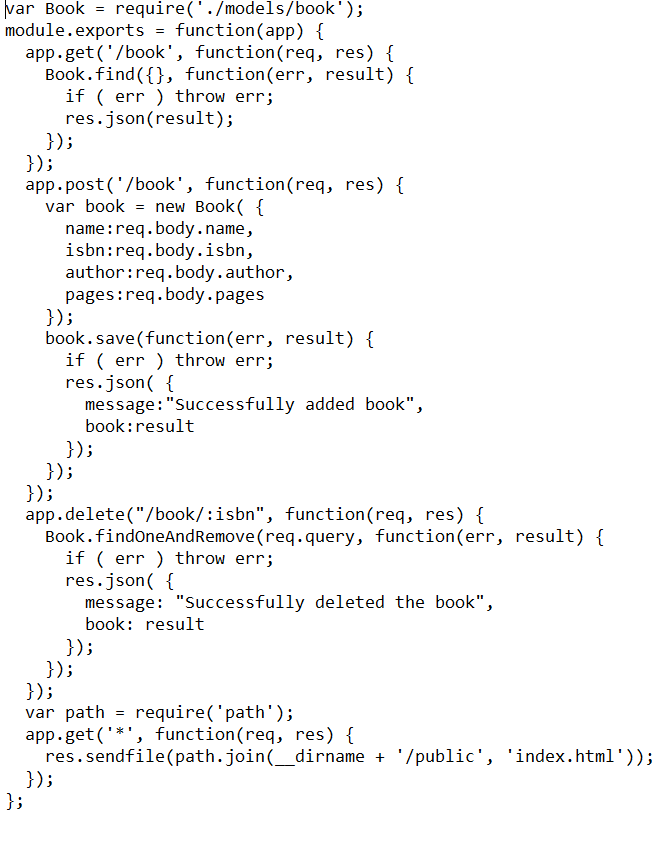 var Book = require('./models/book');
module.exports = function(app) {
  app.get('/book', function(req, res) {
    Book.find({}, function(err, result) {
      if ( err ) throw err;
      res.json(result);
    });
  });
  app.post('/book', function(req, res) {
    var book = new Book( {
      name:req.body.name,
      isbn:req.body.isbn,
      author:req.body.author,
      pages:req.body.pages
    });
    book.save(function(err, result) {
      if ( err ) throw err;
      res.json( {
        message:"Successfully added book",
        book:result
      });
    });
  });
  app.delete("/book/:isbn", function(req, res) {
    Book.findOneAndRemove(req.query, function(err, result) {
      if ( err ) throw err;
      res.json( {
        message: "Successfully deleted the book",
        book: result
      });
    });
  });
  var path = require('path');
  app.get('*', function(req, res) {
    res.sendfile(path.join(__dirname + '/public', 'index.html'));
  });
};